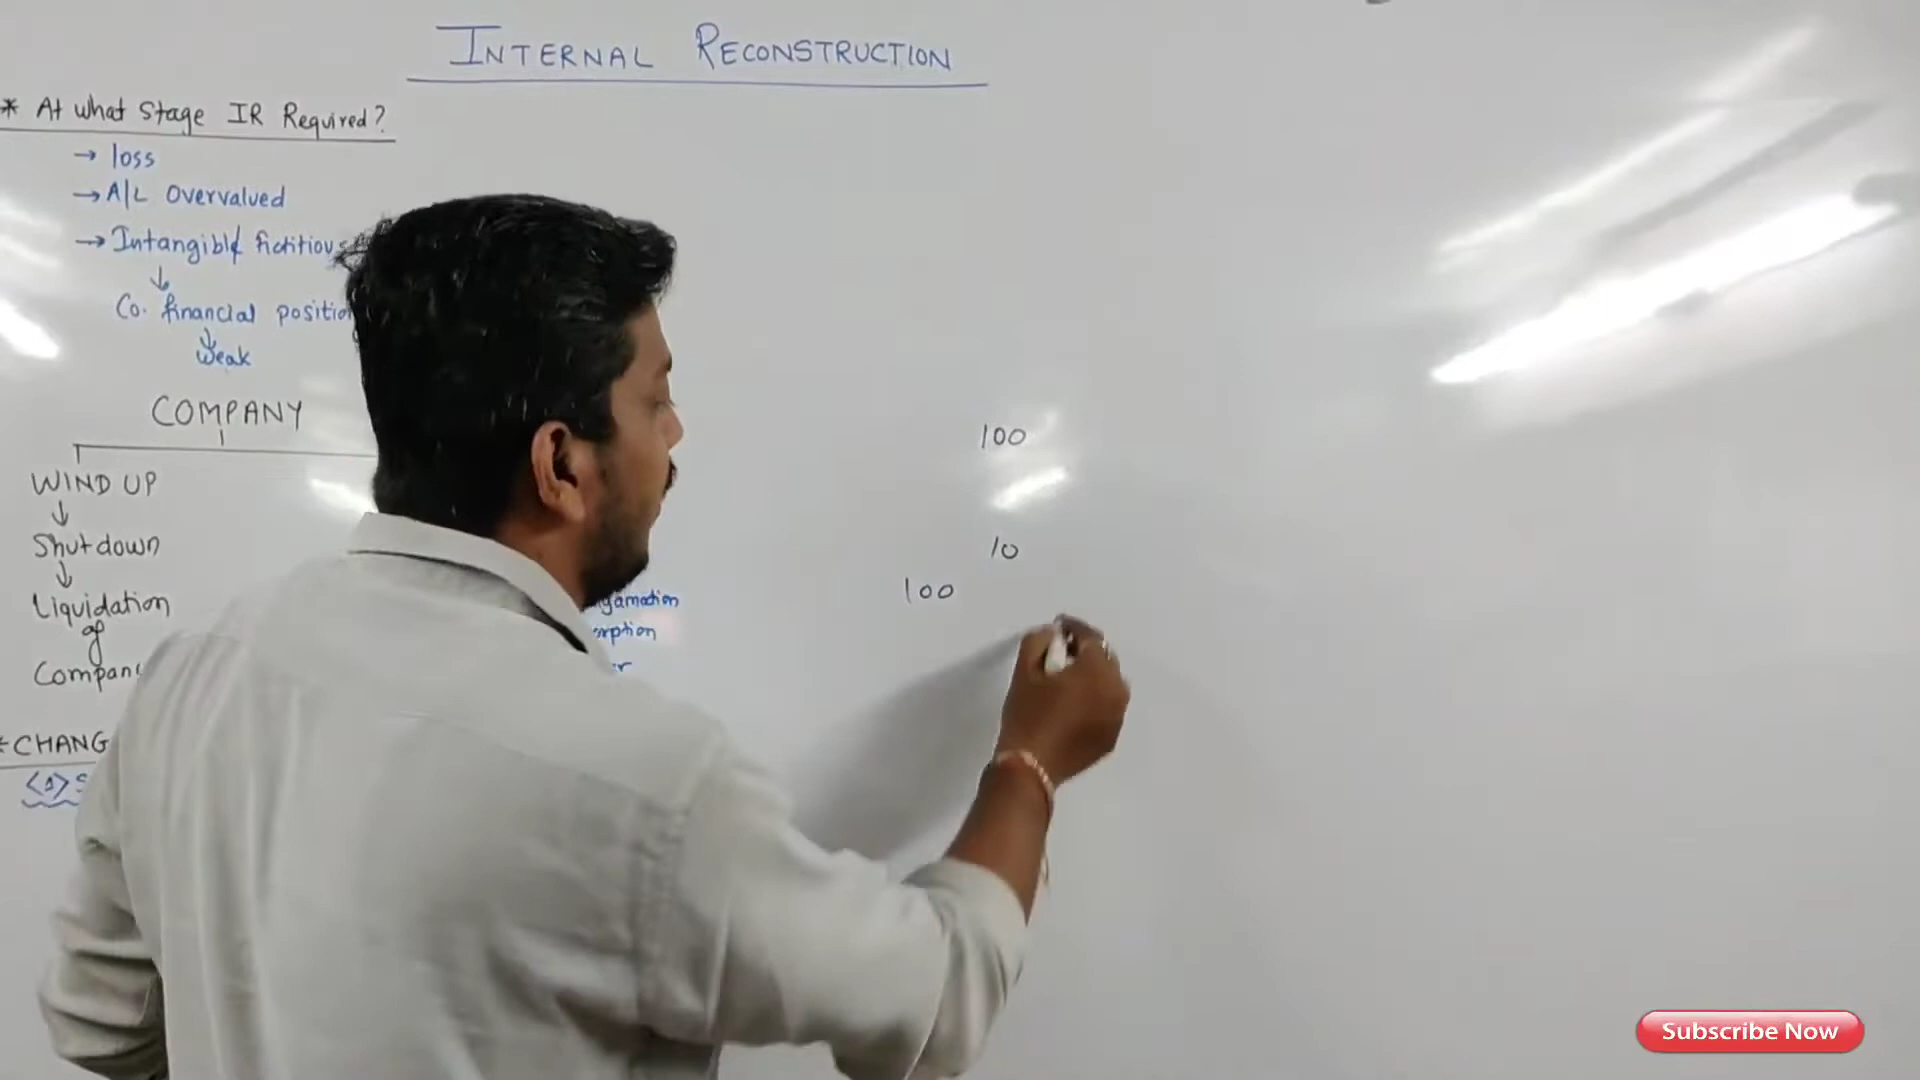 INTERNAL RECONSTRUCTION
* At what Stage IR Required?
→ loss
→ A/L Overvalued
→ Intangible fictitious
↓
Co. financial position
↓
weak
COMPANY
WIND UP
↓
Shutdown
↓
Liquidation
of
Company
100
10
100
Subscribe Now